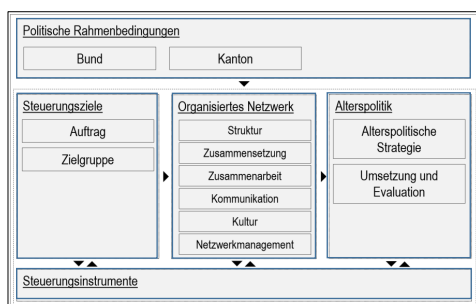 Politische Rahmenbedingungen
Bund
Kanton
Steuerungsziele
Auftrag
Zielgruppe
Organisiertes Netzwerk
Struktur
Zusammensetzung
Zusammenarbeit
Kommunikation
Kultur
Netzwerkmanagement
Alterspolitik
Alterspolitische
Strategie
Umsetzung und
Evaluation
Steuerungsinstrumente